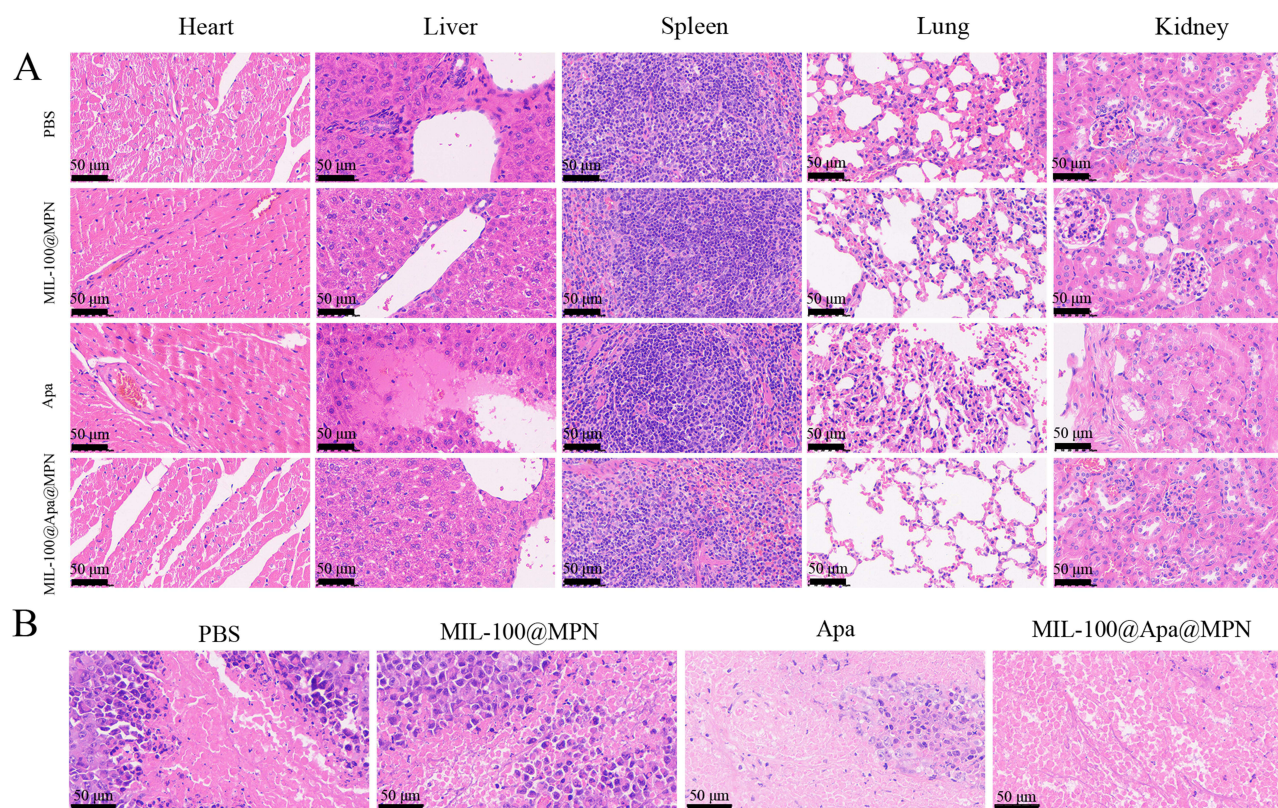 Heart Liver Spleen Lung Kidney
A
PBS
50 μm 50 μm 50 μm 50 μm 50 μm
MIL-100@MPN
50 μm 50 μm 50 μm 50 μm 50 μm
Apa
50 μm 50 μm 50 μm 50 μm 50 μm
MIL-100@Apa@MPN
50 μm 50 μm 50 μm 50 μm 50 μm
B
PBS MIL-100@MPN Apa MIL-100@Apa@MPN
50 μm 50 μm 50 μm 50 μm